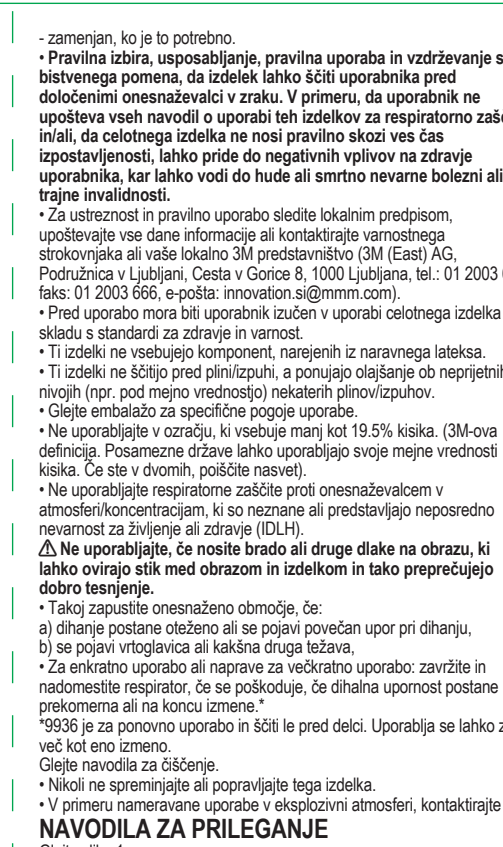 - zamenjan, ko je to potrebno.
• Pravilna izbira, usposabljanje, pravilna uporaba in vzdrževanje s
bistvenega pomena, da izdelek lahko ščiti uporabnika pred
določenimi onesnaževalci v zraku. V primeru, da uporabnik ne
upošteva vseh navodil o uporabi teh izdelkov za respiratorno zašč
in/ali, da celotnega izdelka ne nosi pravilno skozi ves čas
izpostavljenosti, lahko pride do negativnih vplivov na zdravje
uporabnika, kar lahko vodi do hude ali smrtno nevarne bolezni ali
trajne invalidnosti.
• Za ustreznost in pravilno uporabo sledite lokalnim predpisom,
upoštevajte vse dane informacije ali kontaktirajte varnostnega
strokovnjaka ali vaše lokalno 3M predstavništvo (3M (East) AG,
Podružnica v Ljubljani, Cesta v Gorice 8, 1000 Ljubljana, tel.: 01 2003
faks: 01 2003 666, e-pošta: innovation.si@mmm.com).
• Pred uporabo mora biti uporabnik izučen v uporabi celotnega izdelka
skladu s standardi za zdravje in varnost.
• Ti izdelki ne vsebujejo komponent, narejenih iz naravnega lateksa.
• Ti izdelki ne ščitijo pred plini/izpuhi, a ponujajo olajšanje ob neprijetnih
nivojih (npr. pod mejno vrednostjo) nekaterih plinov/izpuhov.
• Glejte embalažo za specifične pogoje uporabe.
• Ne uporabljajte v ozračju, ki vsebuje manj kot 19.5% kisika. (3M-ova
definicija. Posamezne države lahko uporabljajo svoje mejne vrednosti
kisika. Če ste v dvomih, poiščite nasvet).
• Ne uporabljajte respiratorne zaščite proti onesnaževalcem v
atmosferi/koncentracijam, ki so neznane ali predstavljajo neposredno
nevarnost za življenje ali zdravje (IDLH).
⚠ Ne uporabljajte, če nosite brado ali druge dlake na obrazu, ki
lahko ovirajo stik med obrazom in izdelkom in tako preprečujejo
dobro tesnjenje.
• Takoj zapustite onesnaženo območje, če:
a) dihanje postane oteženo ali se pojavi povečan upor pri dihanju,
b) se pojavi vrtoglavica ali kakšna druga težava,
• Za enkratno uporabo ali naprave za večkratno uporabo: zavržite in
nadomestite respirator, če se poškoduje, če dihalna upornost postane
prekomerna ali na koncu izmene.*
*9936 je za ponovno uporabo in ščiti le pred delci. Uporablja se lahko z
več kot eno izmeno.
Glejte navodila za čiščenje.
• Nikoli ne spreminjajte ali popravljajte tega izdelka.
• V primeru nameravane uporabe v eksplozivni atmosferi, kontaktirajte
NAVODILA ZA PRILEGANJE